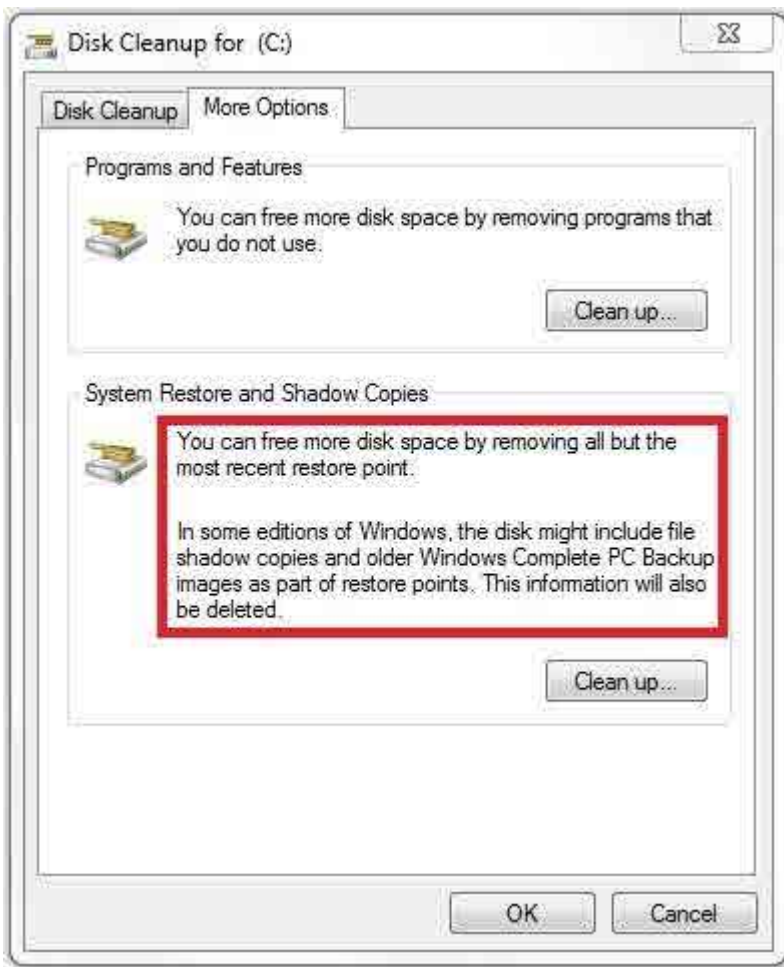 Disk Cleanup for (C:)
Disk Cleanup
More Options
Programs and Features
You can free more disk space by removing programs that
you do not use.
Clean up...
System Restore and Shadow Copies
You can free more disk space by removing all but the
most recent restore point.
In some editions of Windows, the disk might include file
shadow copies and older Windows Complete PC Backup
images as part of restore points. This information will also
be deleted.
Clean up...
OK
Cancel